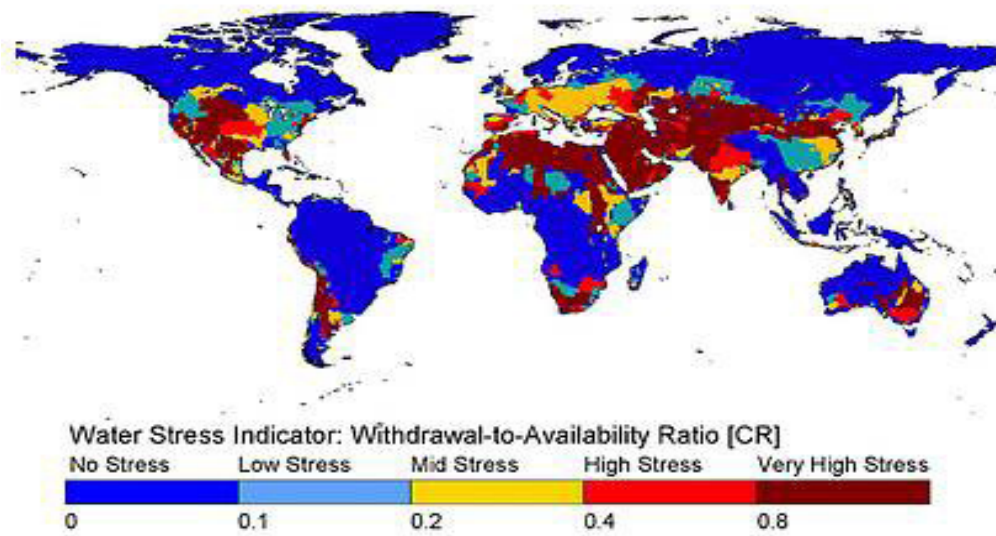 Water Stress Indicator: Withdrawal-to-Availability Ratio [CR]
No Stress Low Stress Mid Stress High Stress Very High Stress
0 0.1 0.2 0.4 0.8